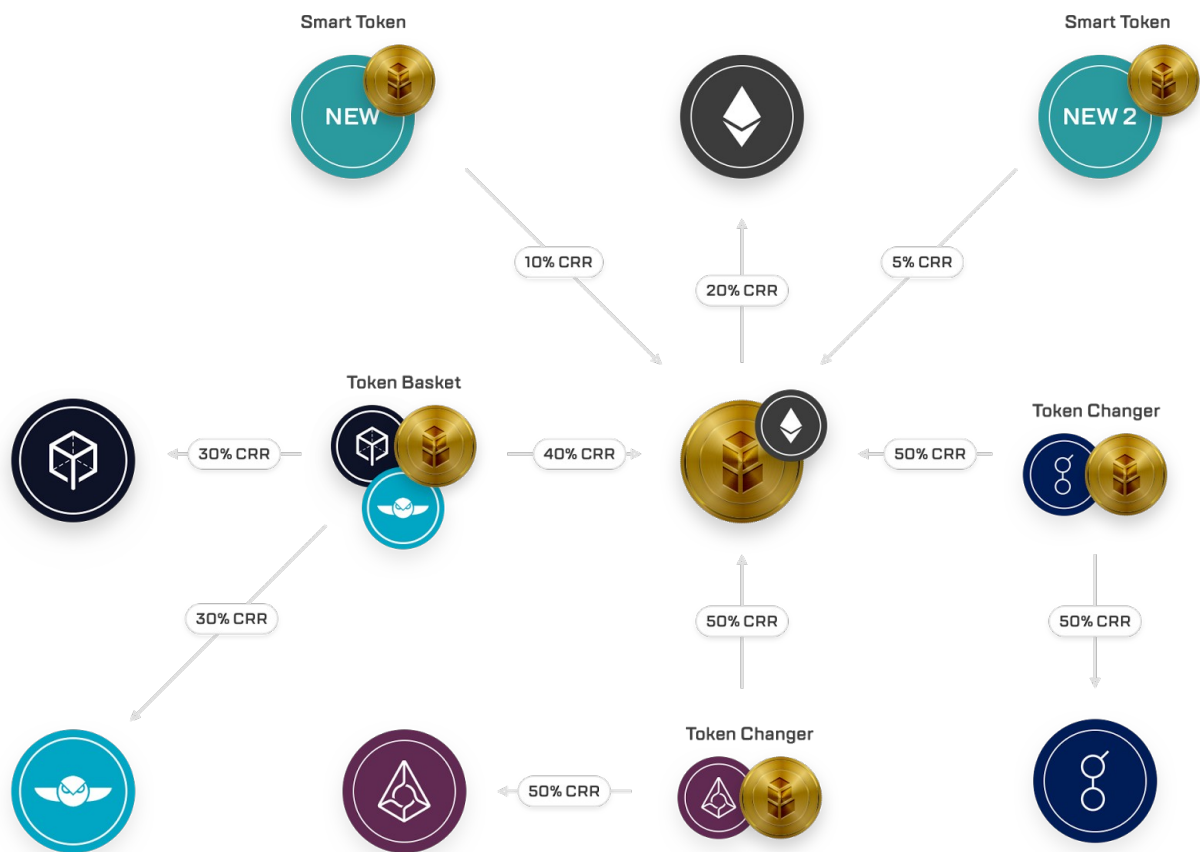 Smart Token
Smart Token
NEW
NEW 2
10% CRR
5% CRR
20% CRR
Token Basket
Token Changer
30% CRR
40% CRR
50% CRR
30% CRR
50% CRR
50% CRR
Token Changer
50% CRR